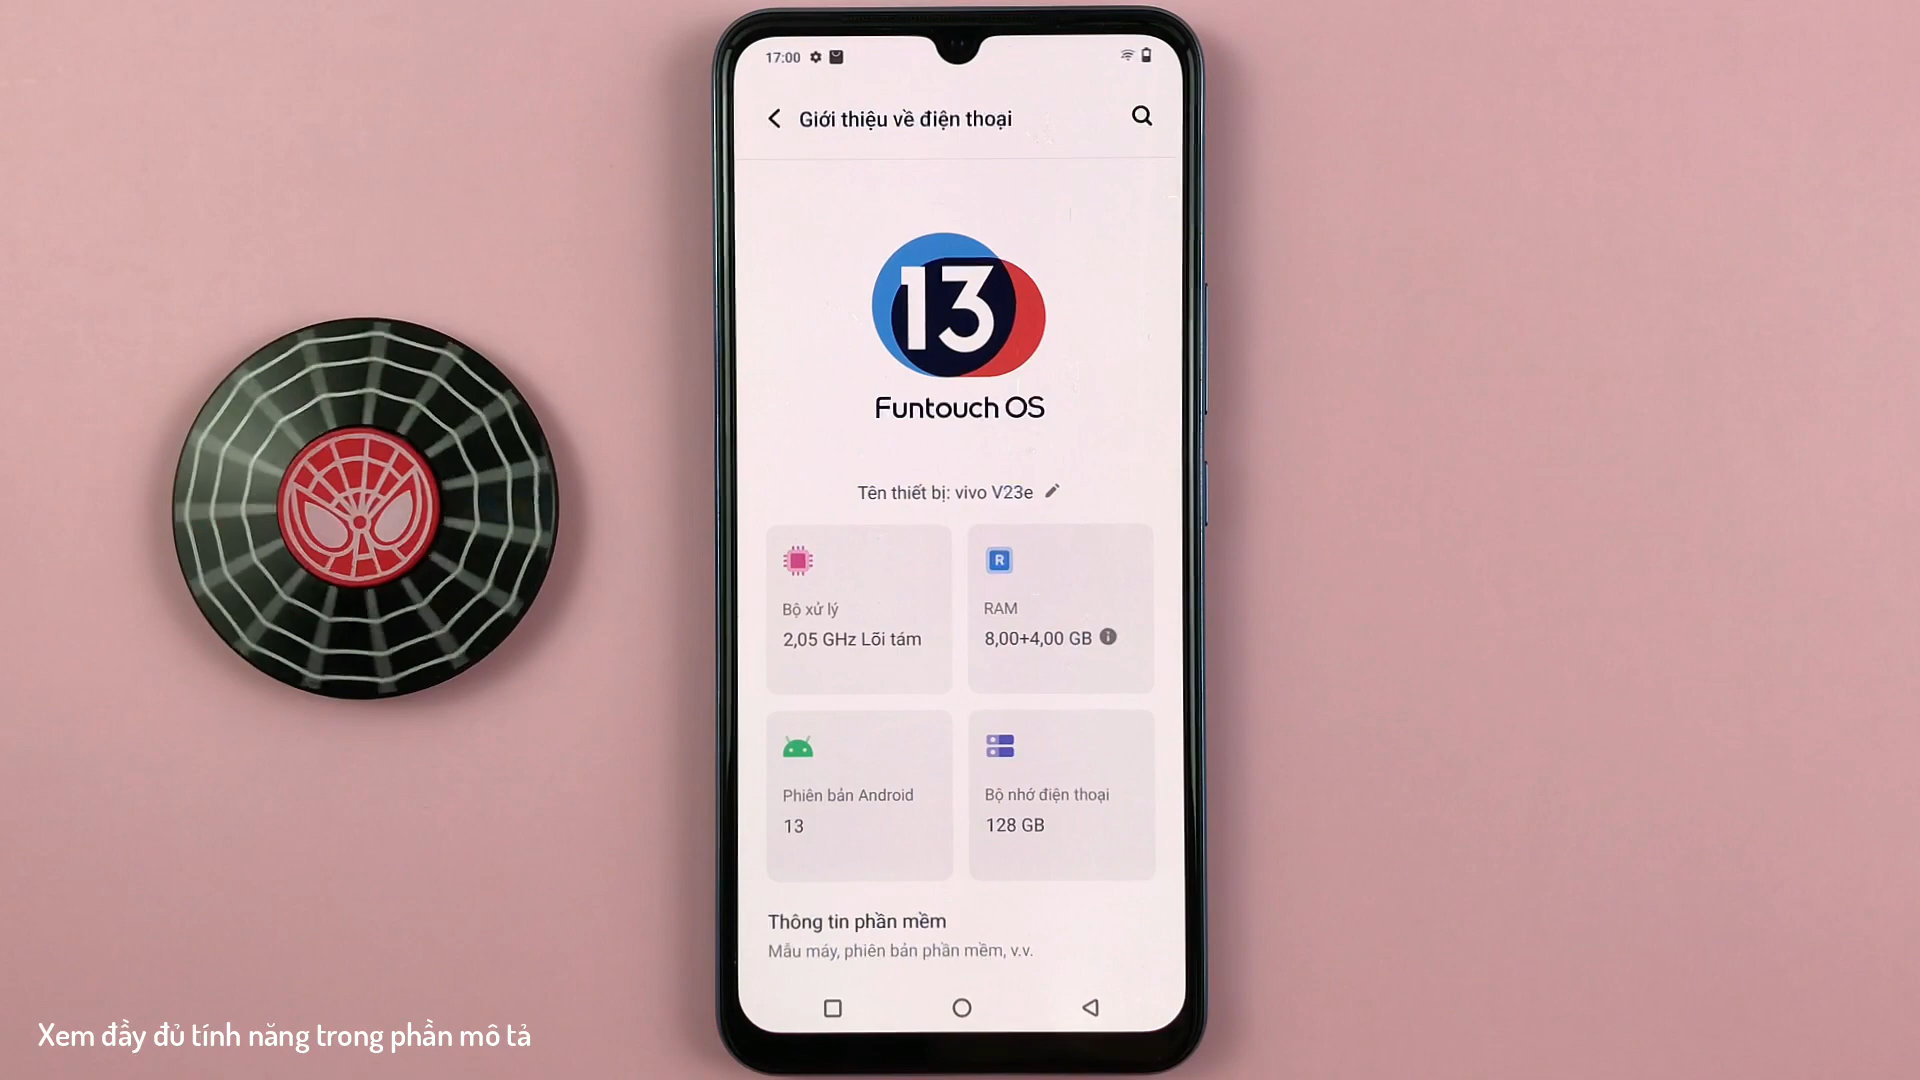 17:00
Giới thiệu về điện thoại
13
Funtouch OS
Tên thiết bị: vivo V23e
R
Bộ xử lý
2,05 GHz Lõi tám
RAM
8,00+4,00 GB
Phiên bản Android
13
Bộ nhớ điện thoại
128 GB
Thông tin phần mềm
Mẫu máy, phiên bản phần mềm, v.v.
Xem đầy đủ tính năng trong phần mô tả